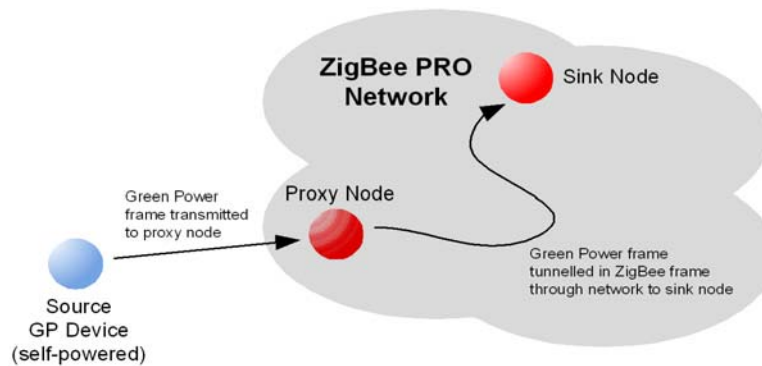 ZigBee PRO
Network
Sink Node
Proxy Node
Green Power
frame transmitted
to proxy node
Green Power frame
tunnelled in ZigBee frame
through network to sink node
Source
GP Device
(self-powered)